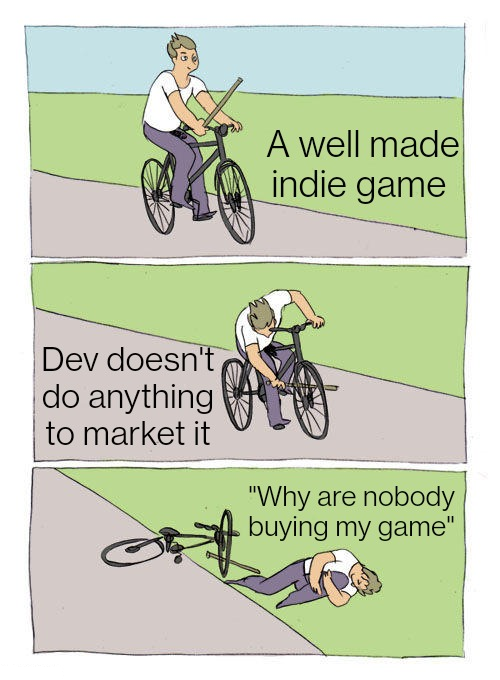 A well made
indie game
Dev doesn't
do anything
to market it
"Why are nobody
buying my game"